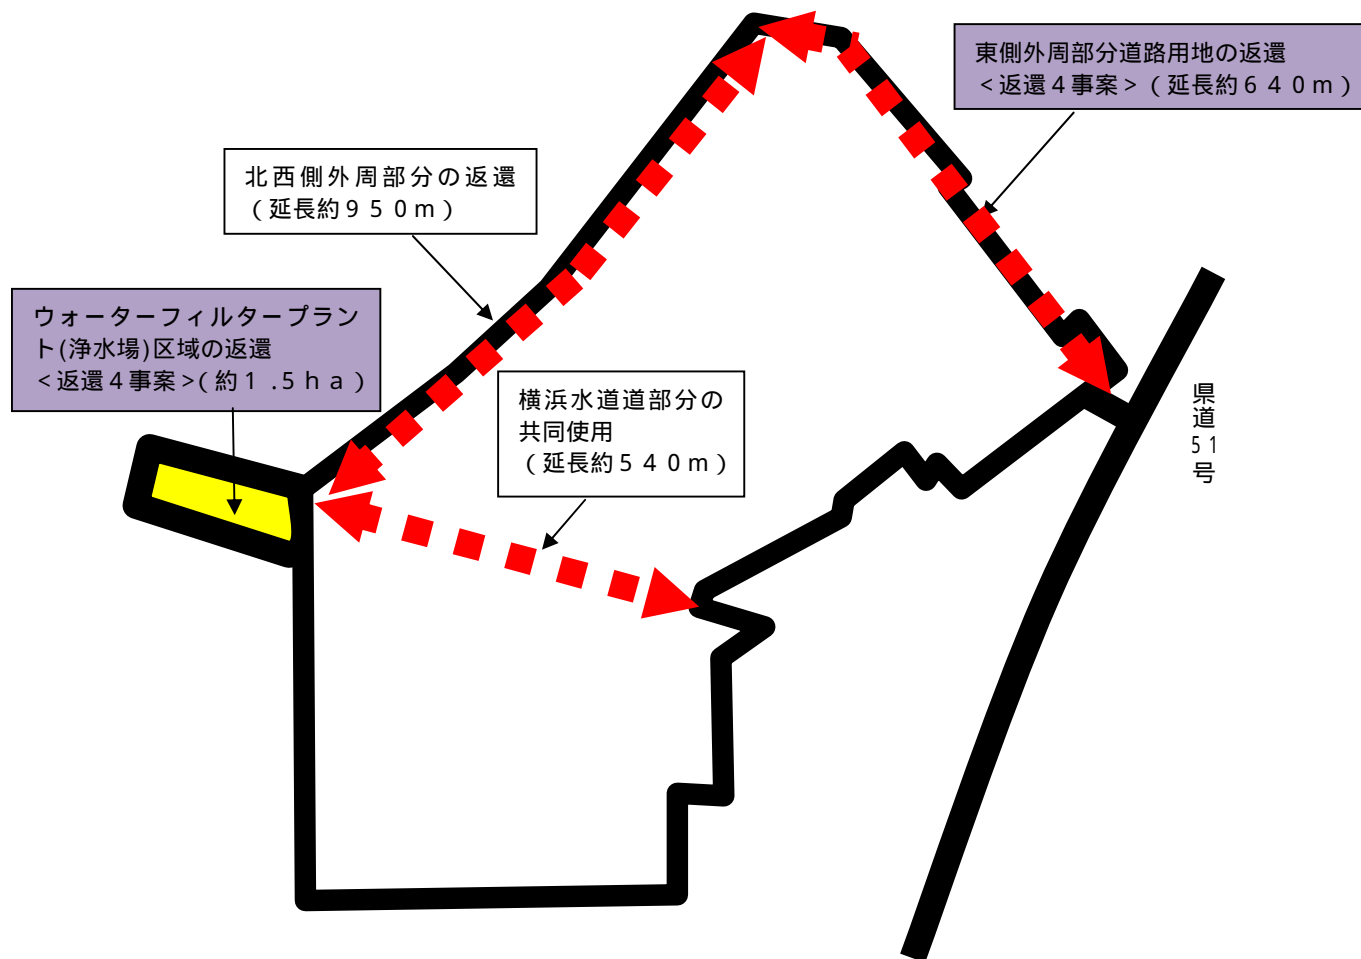 東側外周部分道路用地の返還
＜返還４事案＞（延長約６４０ｍ）
北西側外周部分の返還
（延長約９５０ｍ）
ウォーターフィルタープラン
ト(浄水場)区域の返還
＜返還４事案＞(約１.５ｈａ）
横浜水道道部分の
共同使用
（延長約５４０ｍ）
県道51号